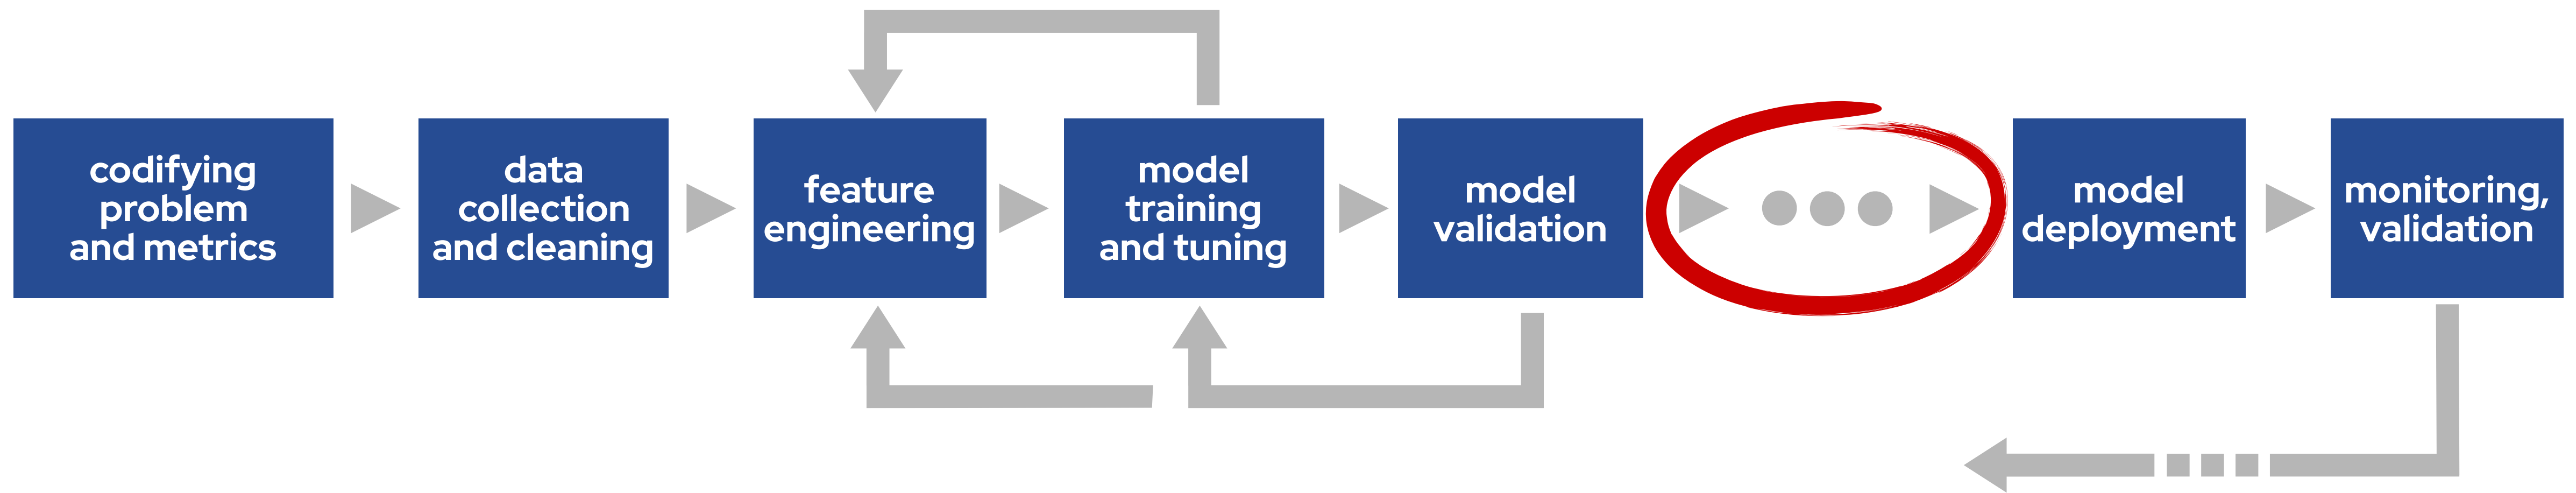 codifying
problem
and metrics
data
collection
and cleaning
feature
engineering
model
training
and tuning
model
validation
model
deployment
monitoring,
validation